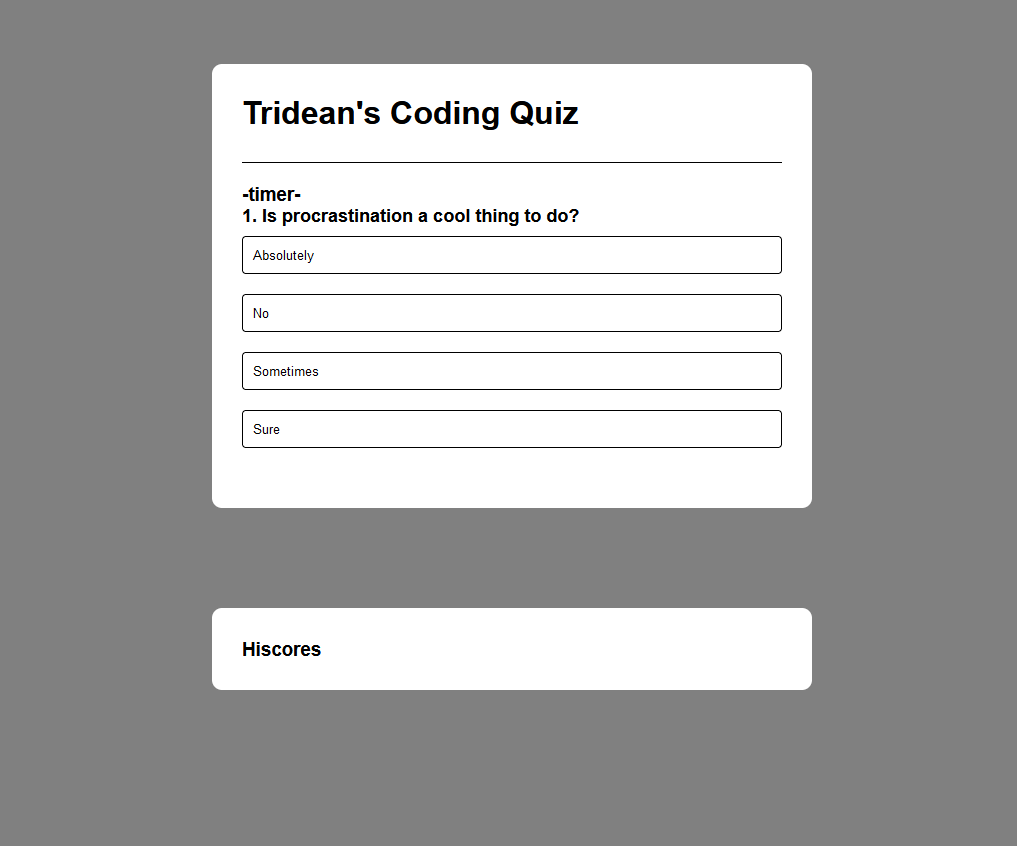 Tridean's Coding Quiz
-timer-
1. Is procrastination a cool thing to do?
Absolutely
No
Sometimes
Sure
Hiscores